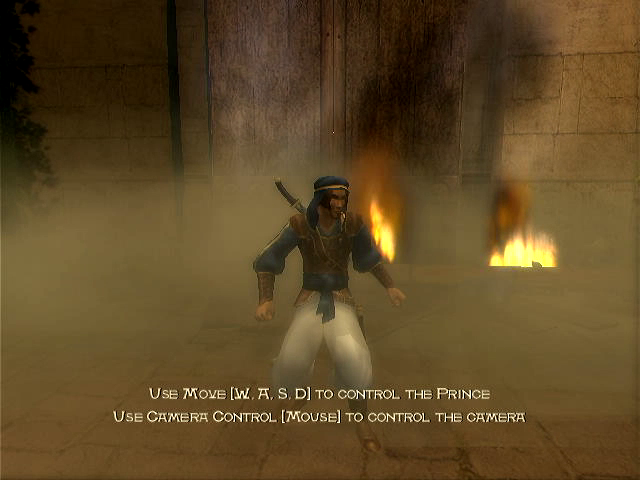 Use Move [W, A, S, D] to control the Prince
Use Camera Control [Mouse] to control the camera